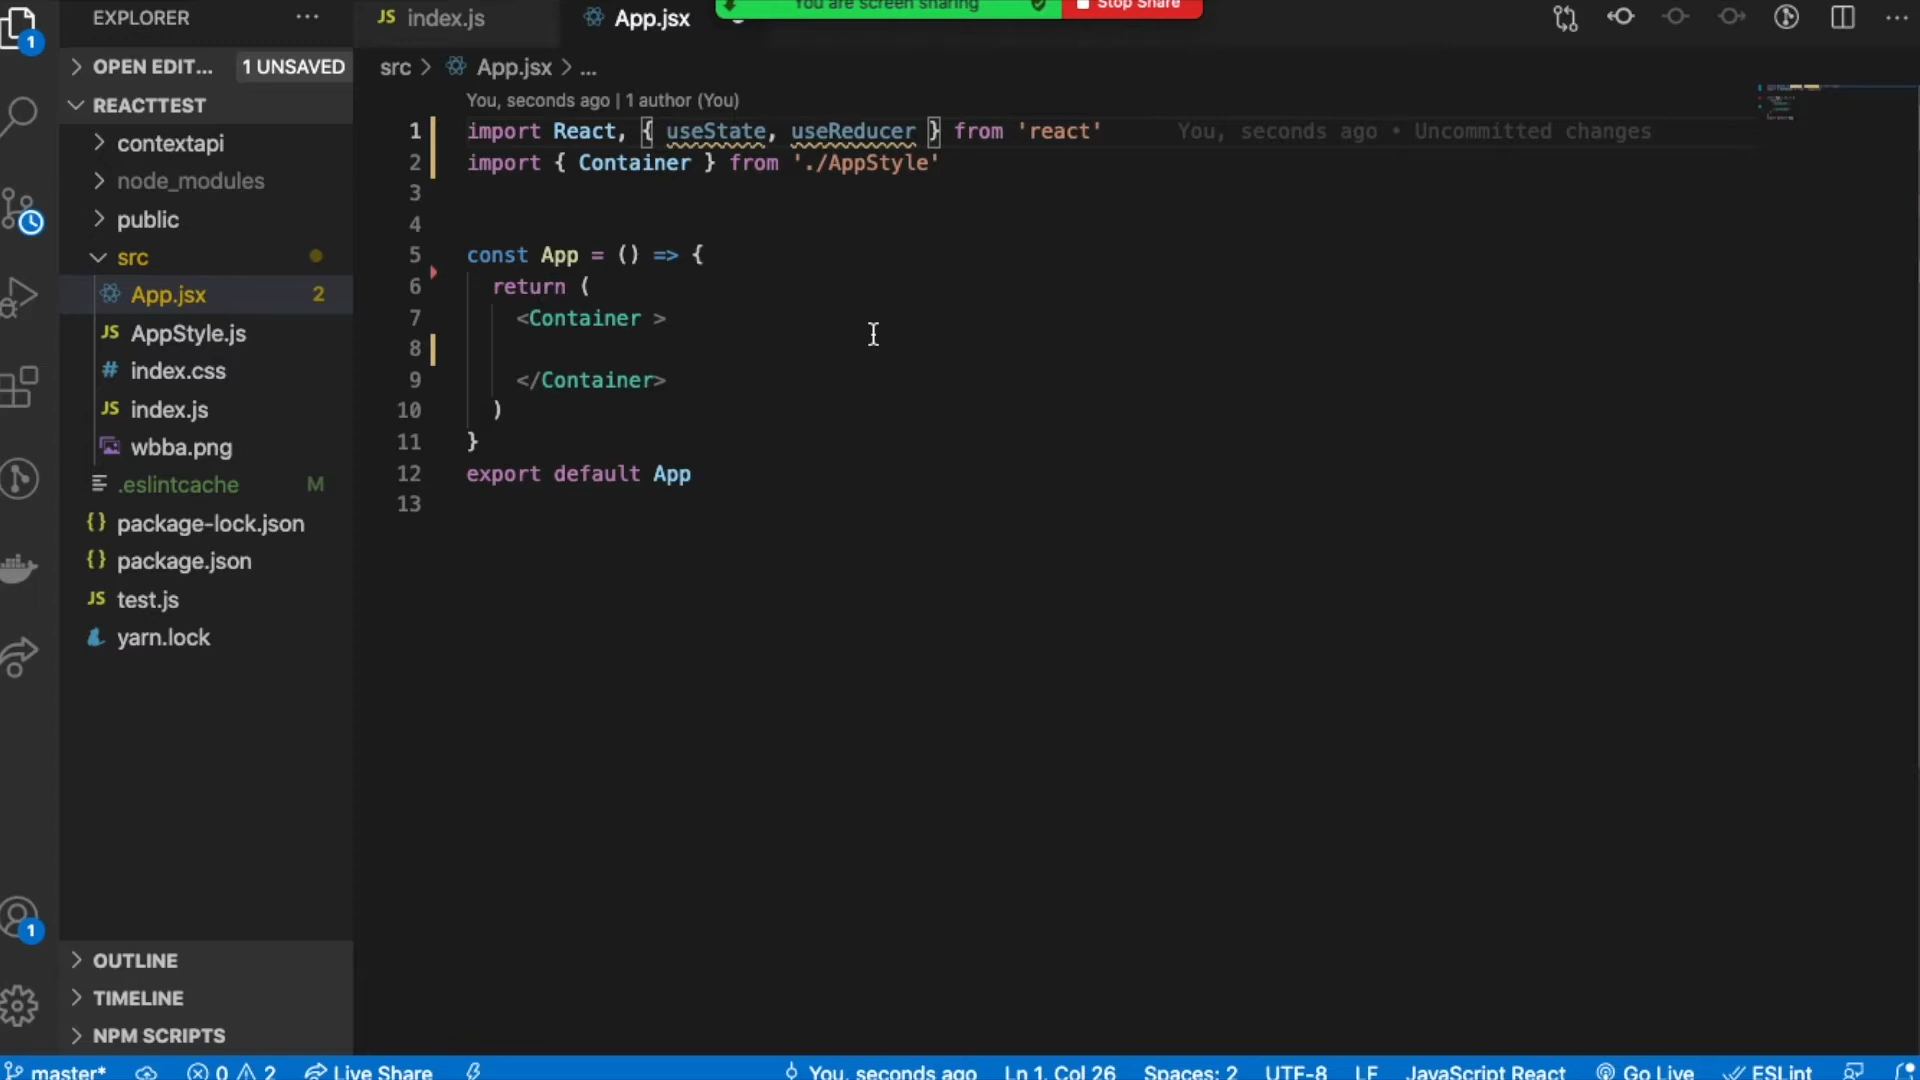 EXPLORER
1
OPEN EDIT... 1 UNSAVED
REACTTEST
contextapi
node_modules
public
src
App.jsx 2
JS AppStyle.js
# index.css
JS index.js
wbba.png
.eslintcache M
{} package-lock.json
{} package.json
JS test.js
yarn.lock
1
OUTLINE
TIMELINE
NPM SCRIPTS
JS index.js
App.jsx
You are screen sharing
Stop Share
src > App.jsx > ...
You, seconds ago | 1 author (You)
1 import React, { useState, useReducer } from 'react' You, seconds ago • Uncommitted changes
2 import { Container } from './AppStyle'
3
4
5 const App = () => {
6 return (
7 <Container >
8
9 </Container>
10 )
11 }
12 export default App
13
master* 0 2 Live Share You, seconds ago Ln 1, Col 26 Spaces: 2 UTF-8 LF JavaScript React Go Live ESLint